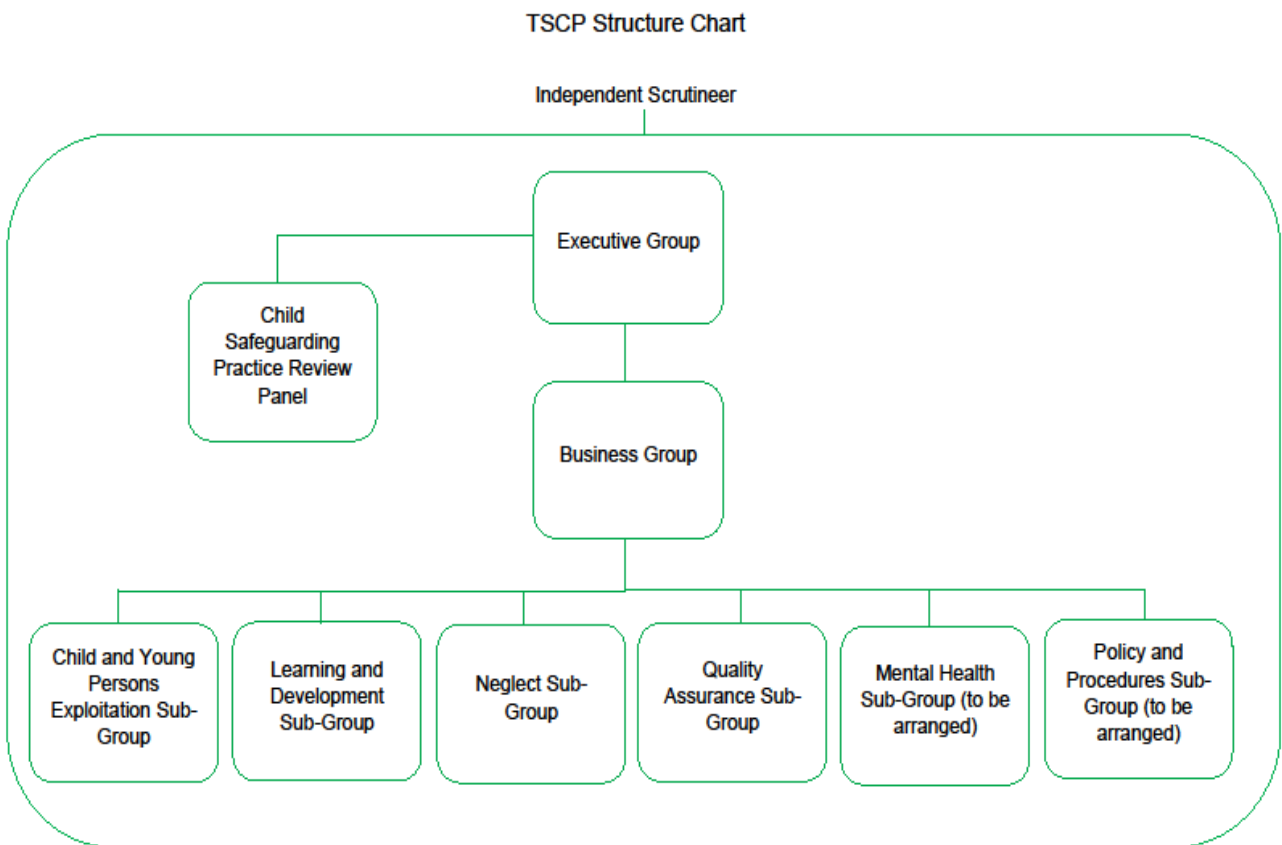 TSCP Structure Chart
Independent Scrutineer
Executive Group
Child
Safeguarding
Practice Review
Panel
Business Group
Child and Young
Persons
Exploitation Sub-
Group
Learning and
Development
Sub-Group
Neglect Sub-
Group
Quality
Assurance Sub-
Group
Mental Health
Sub-Group (to be
arranged)
Policy and
Procedures Sub-
Group (to be
arranged)